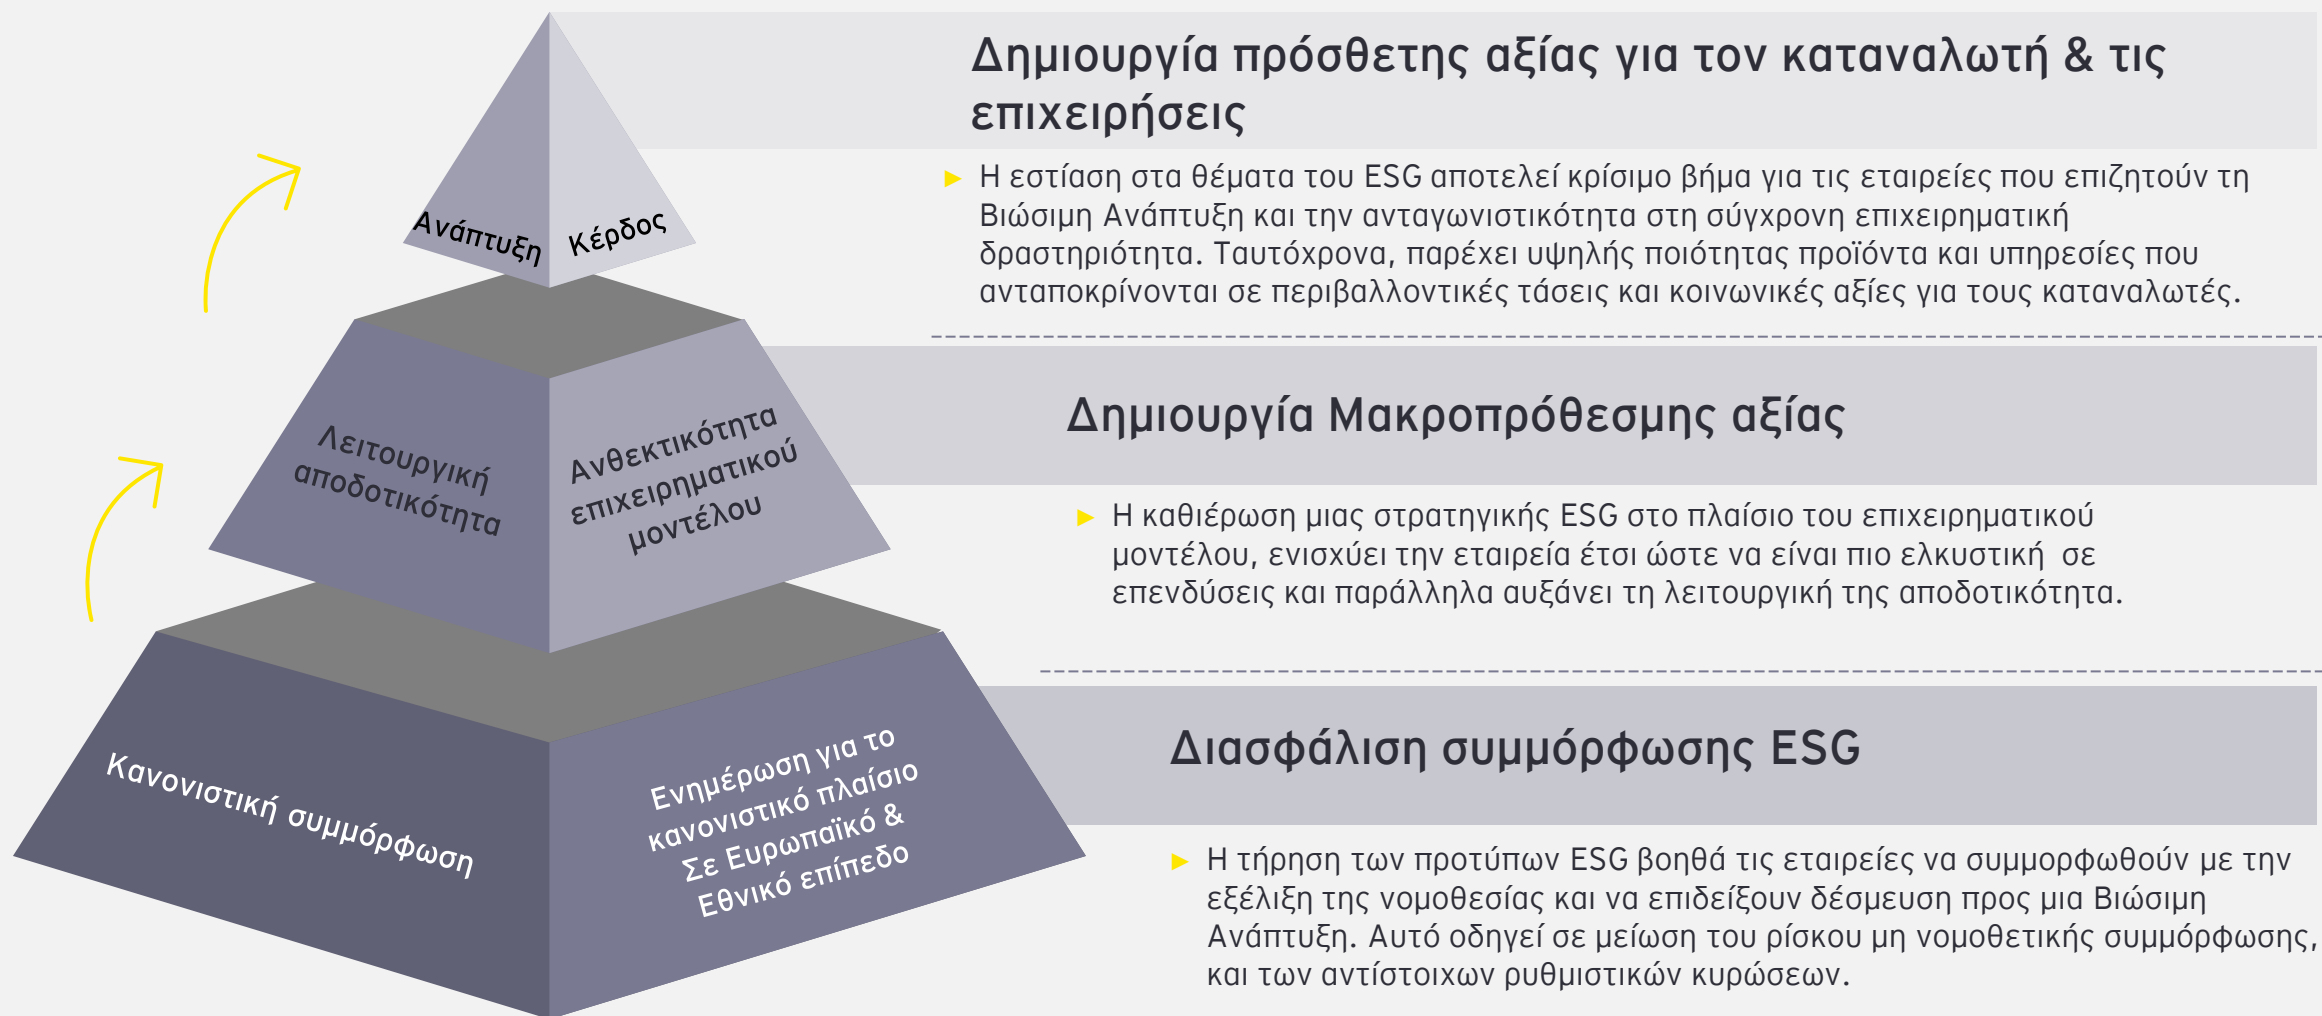 Δημιουργία πρόσθετης αξίας για τον καταναλωτή & τις
επιχειρήσεις
Ανάπτυξη
Κέρδος
► Η εστίαση στα θέματα του ESG αποτελεί κρίσιμο βήμα για τις εταιρείες που επιζητούν τη
Βιώσιμη Ανάπτυξη και την ανταγωνιστικότητα στη σύγχρονη επιχειρηματική
δραστηριότητα. Ταυτόχρονα, παρέχει υψηλής ποιότητας προϊόντα και υπηρεσίες που
ανταποκρίνονται σε περιβαλλοντικές τάσεις και κοινωνικές αξίες για τους καταναλωτές.
Δημιουργία Μακροπρόθεσμης αξίας
Λειτουργική
αποδοτικότητα
Ανθεκτικότητα
επιχειρηματικού
μοντέλου
► Η καθιέρωση μιας στρατηγικής ESG στο πλαίσιο του επιχειρηματικού
μοντέλου, ενισχύει την εταιρεία έτσι ώστε να είναι πιο ελκυστική σε
επενδύσεις και παράλληλα αυξάνει τη λειτουργική της αποδοτικότητα.
Διασφάλιση συμμόρφωσης ESG
Κανονιστική συμμόρφωση
Ενημέρωση για το
κανονιστικό πλαίσιο
Σε Ευρωπαϊκό &
Εθνικό επίπεδο
► Η τήρηση των προτύπων ESG βοηθά τις εταιρείες να συμμορφωθούν με την
εξέλιξη της νομοθεσίας και να επιδείξουν δέσμευση προς μια Βιώσιμη
Ανάπτυξη. Αυτό οδηγεί σε μείωση του ρίσκου μη νομοθετικής συμμόρφωσης,
και των αντίστοιχων ρυθμιστικών κυρώσεων.